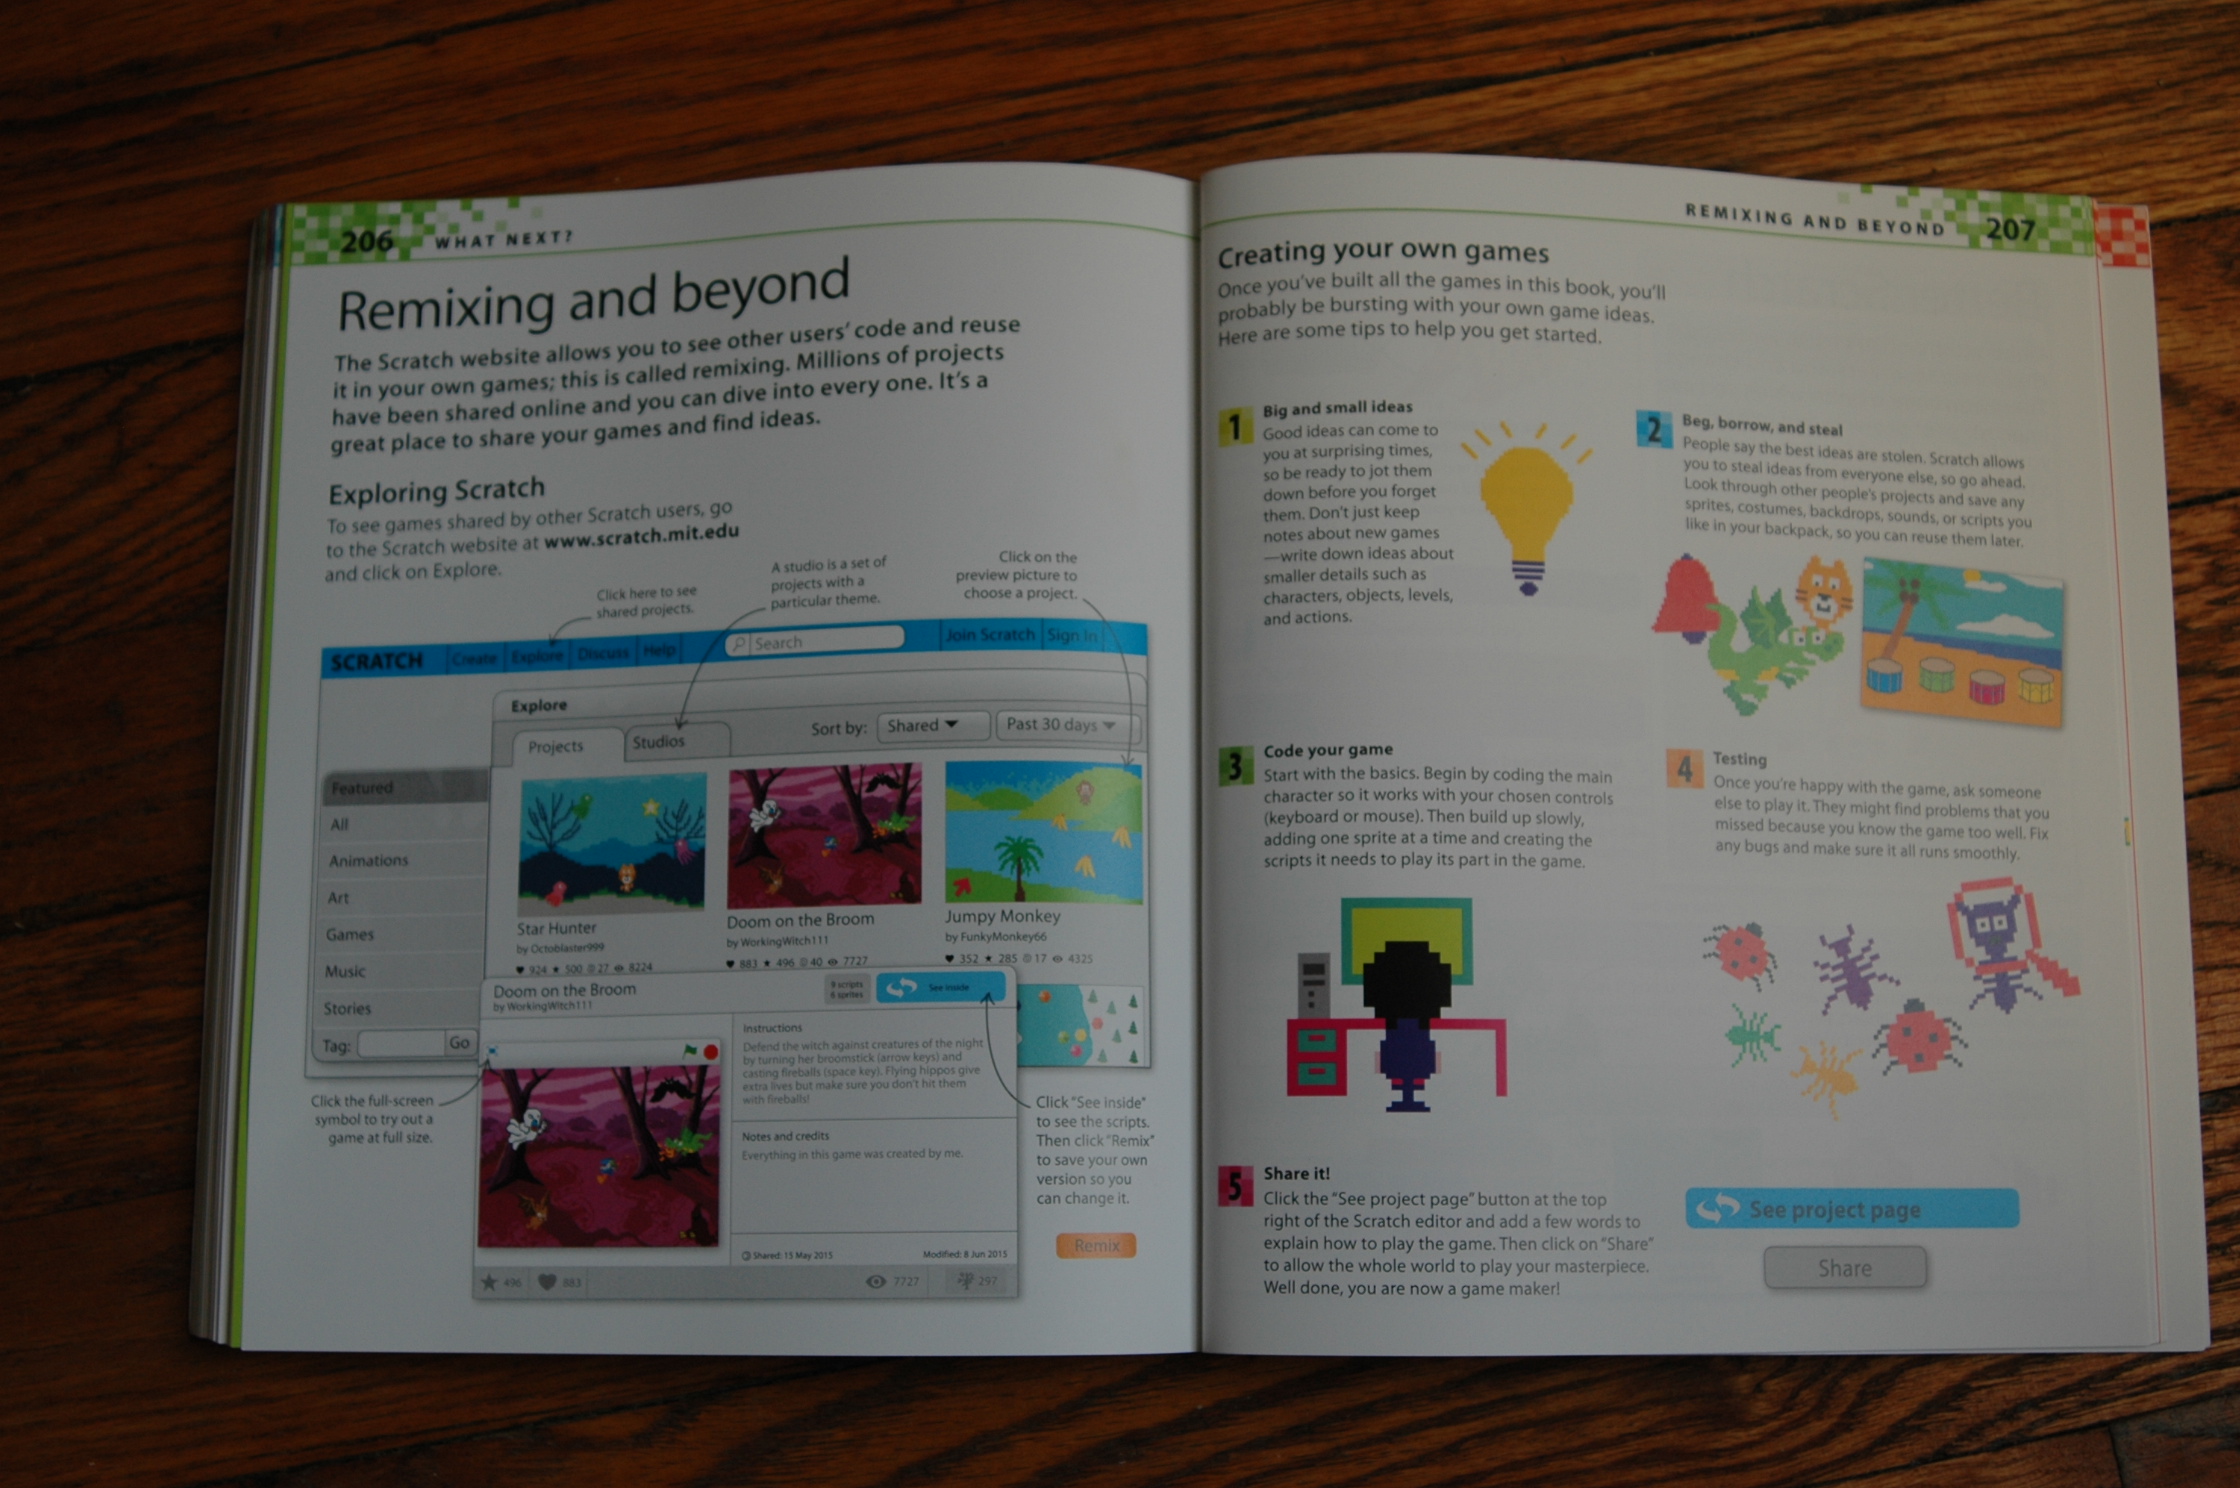 206
WHAT NEXT?
Remixing and beyond
The Scratch website allows you to see other users' code and reuse
it in your own games; this is called remixing. Millions of projects
have been shared online and you can dive into every one. It's a
great place to share your games and find ideas.
Exploring Scratch
To see games shared by other Scratch users, go
to the Scratch website at www.scratch.mit.edu
and click on Explore.
Click here to see
shared projects.
A studio is a set of
projects with a
particular theme.
Click on the
preview picture to
choose a project.
SCRATCH Create Explore Discuss Help Search Join Scratch Sign In
Explore
Projects Studios Sort by: Shared Past 30 days
Featured
All
Animations
Art
Games
Music
Stories
Tag: Go
Star Hunter
by Octoblaster999
924 500 27 8224
Doom on the Broom
by WorkingWitch111
883 496 40 7727
Jumpy Monkey
by FunkyMonkey66
352 285 17 4325
Doom on the Broom
by WorkingWitch111
9 scripts
6 sprites
See inside
Instructions
Defend the witch against creatures of the night
by turning her broomstick (arrow keys) and
casting fireballs (space key). Flying hippos give
extra lives but make sure you don't hit them
with fireballs!
Notes and credits
Everything in this game was created by me.
Shared: 15 May 2015 Modified: 8 Jun 2015
496 883 7727 297
Click the full-screen
symbol to try out a
game at full size.
Click "See inside"
to see the scripts.
Then click "Remix"
to save your own
version so you
can change it.
Remix
REMIXING AND BEYOND
207
Creating your own games
Once you've built all the games in this book, you'll
probably be bursting with your own game ideas.
Here are some tips to help you get started.
1
Big and small ideas
Good ideas can come to
you at surprising times,
so be ready to jot them
down before you forget
them. Don't just keep
notes about new games
—write down ideas about
smaller details such as
characters, objects, levels,
and actions.
2
Beg, borrow, and steal
People say the best ideas are stolen. Scratch allows
you to steal ideas from everyone else, so go ahead.
Look through other people's projects and save any
sprites, costumes, backdrops, sounds, or scripts you
like in your backpack, so you can reuse them later.
3
Code your game
Start with the basics. Begin by coding the main
character so it works with your chosen controls
(keyboard or mouse). Then build up slowly,
adding one sprite at a time and creating the
scripts it needs to play its part in the game.
4
Testing
Once you're happy with the game, ask someone
else to play it. They might find problems that you
missed because you know the game too well. Fix
any bugs and make sure it all runs smoothly.
5
Share it!
Click the "See project page" button at the top
right of the Scratch editor and add a few words to
explain how to play the game. Then click on "Share"
to allow the whole world to play your masterpiece.
Well done, you are now a game maker!
See project page
Share